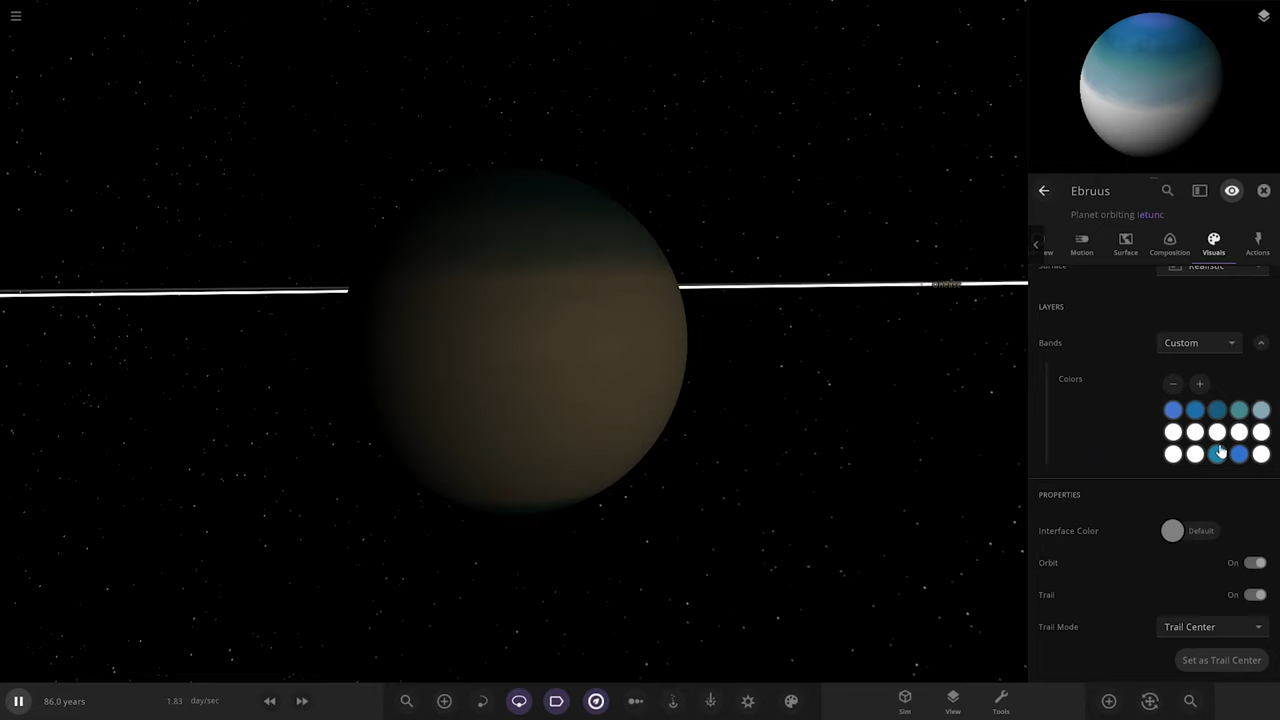 Ebruus
Planet orbiting Ietunc
Motion
Surface
Composition
Visuals
Actions
Realistic
LAYERS
Bands
Custom
Colors
PROPERTIES
Interface Color
Default
Orbit
On
Trail
On
Trail Mode
Trail Center
Set as Trail Center
86.0 years
1.83
day/sec
Sim
View
Tools